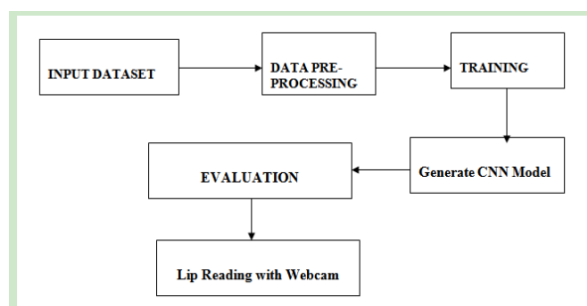 INPUT DATASET
DATA PRE-
PROCESSING
TRAINING
Generate CNN Model
EVALUATION
Lip Reading with Webcam